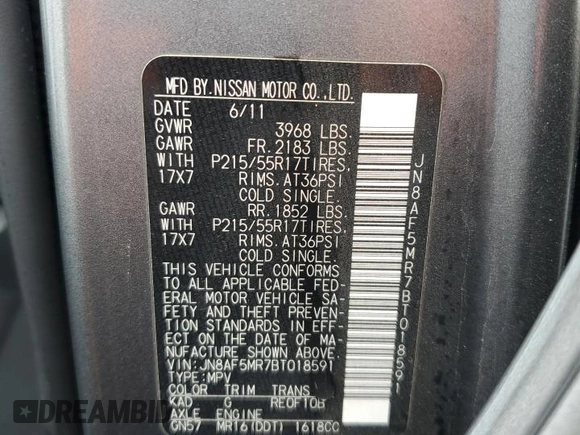 MFD BY.NISSAN MOTOR CO.,LTD.
DATE 6/11
GVWR 3968 LBS.
GAWR FR.2183 LBS.
WITH P215/55R17TIRES,
17X7 RIMS.AT36PSI
COLD SINGLE.
GAWR RR.1852 LBS.
WITH P215/55R17TIRES,
17X7 RIMS.AT36PSI
COLD SINGLE.
THIS VEHICLE CONFORMS
TO ALL APPLICABLE FED-
ERAL MOTOR VEHICLE SA-
FETY AND THEFT PREVEN-
TION STANDARDS IN EFF-
ECT ON THE DATE OF MA-
NUFACTURE SHOWN ABOVE.
VIN:JN8AF5MR7BT018591
TYPE:MPV
COLOR TRIM TRANS
KAD G RE0F10B
AXLE ENGINE
GN57 MR16(DDT) 1618CC
JN8AF5MR7BT018591
AUTOBIDMASTER